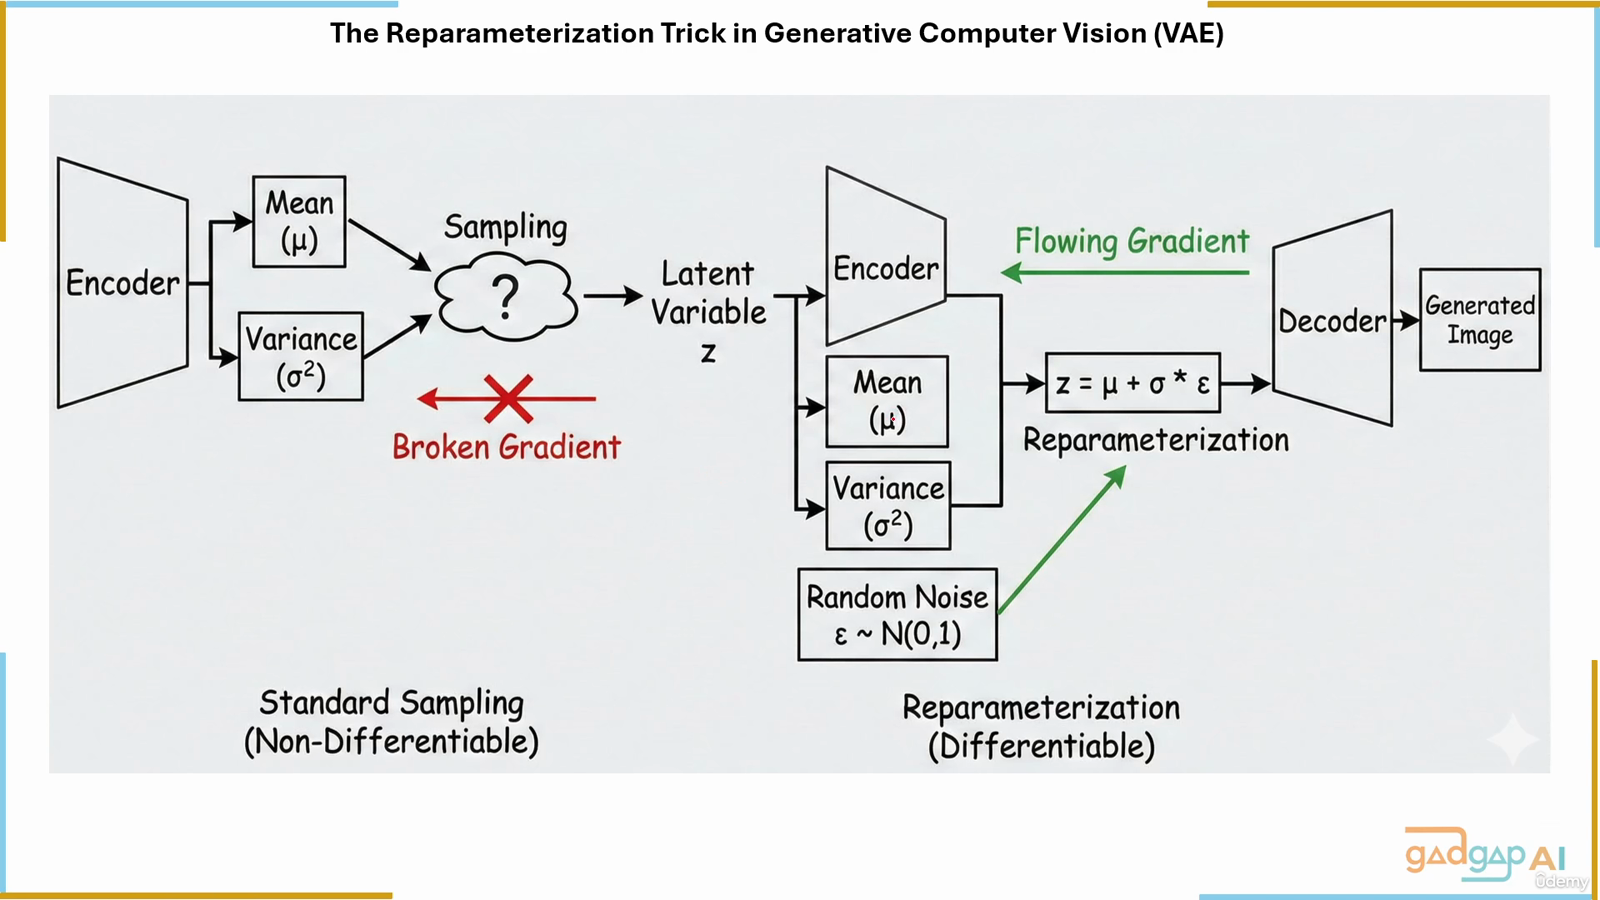 The Reparameterization Trick in Generative Computer Vision (VAE)
Encoder
Mean
(μ)
Variance
(σ²)
Sampling
?
Broken Gradient
Latent
Variable
z
Encoder
Mean
(μ)
Variance
(σ²)
Random Noise
ε ~ N(0,1)
Flowing Gradient
z = μ + σ * ε
Reparameterization
Decoder
Generated
Image
Standard Sampling
(Non-Differentiable)
Reparameterization
(Differentiable)
gadgap AI
ûdemy